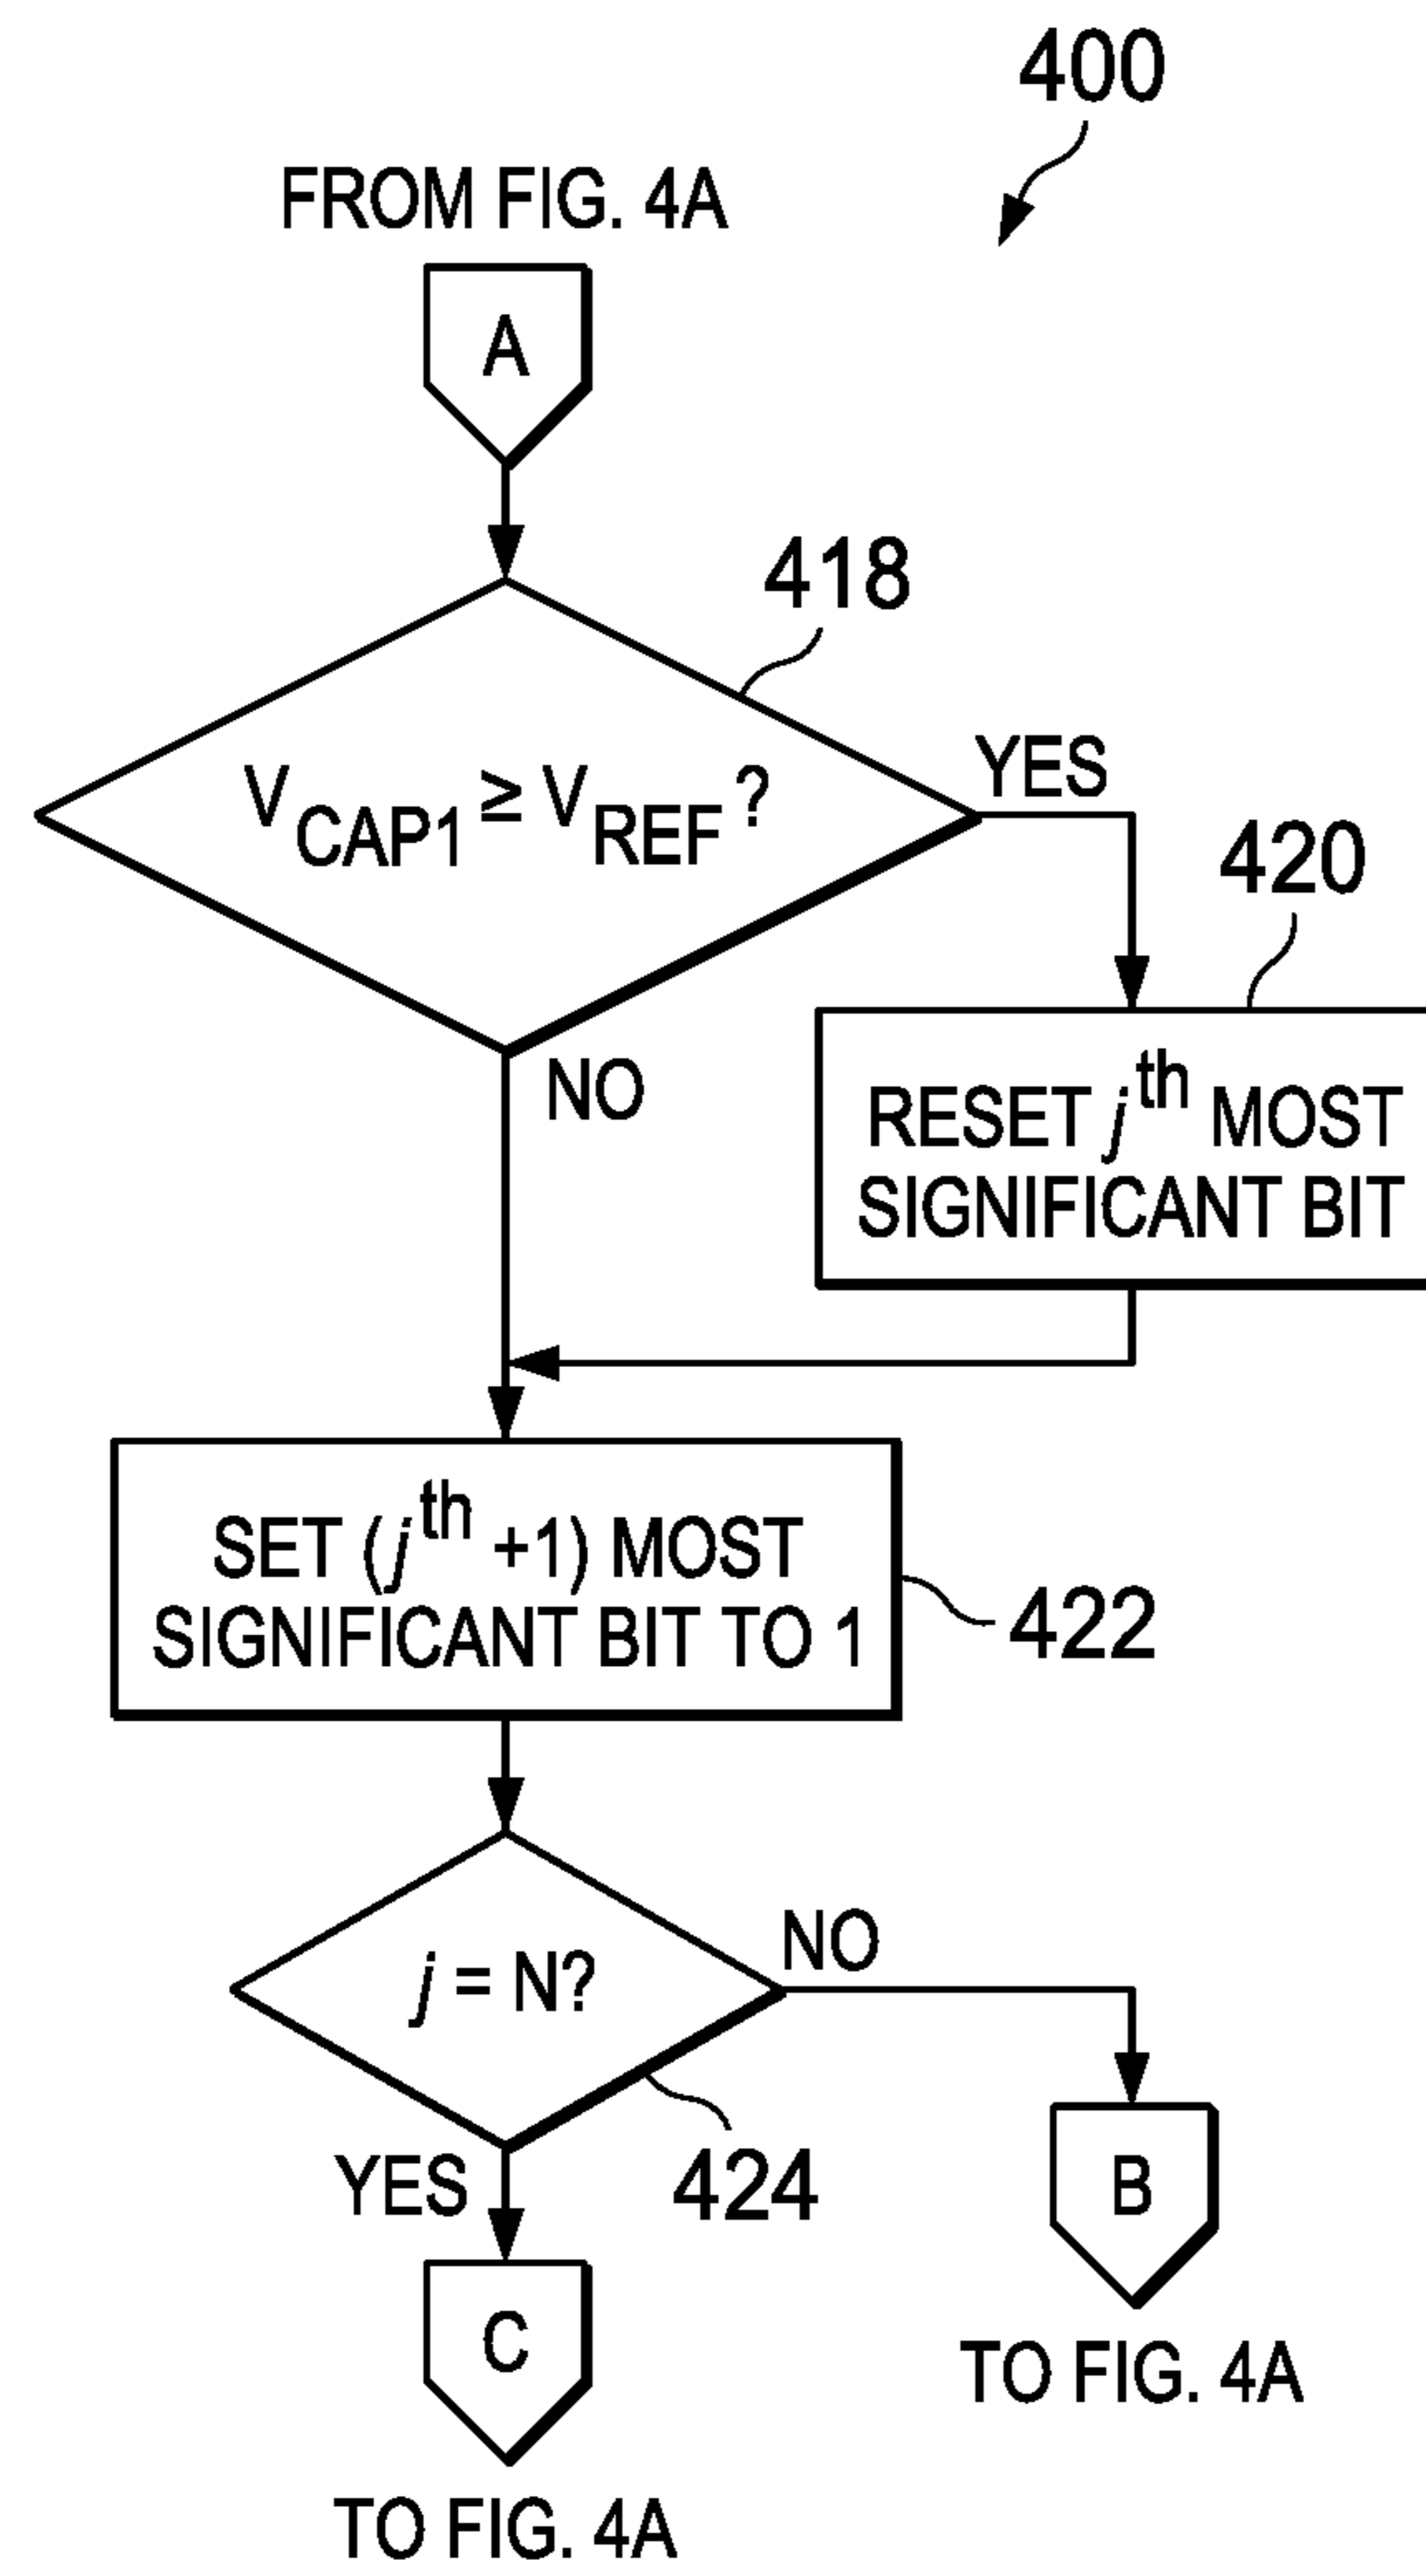 400
FROM FIG. 4A
A
418
V CAP1 ≥ V REF ?
YES
420
NO
RESET j th MOST
SIGNIFICANT BIT
SET (j th +1) MOST
SIGNIFICANT BIT TO 1
422
j = N?
NO
YES
424
B
C
TO FIG. 4A
TO FIG. 4A